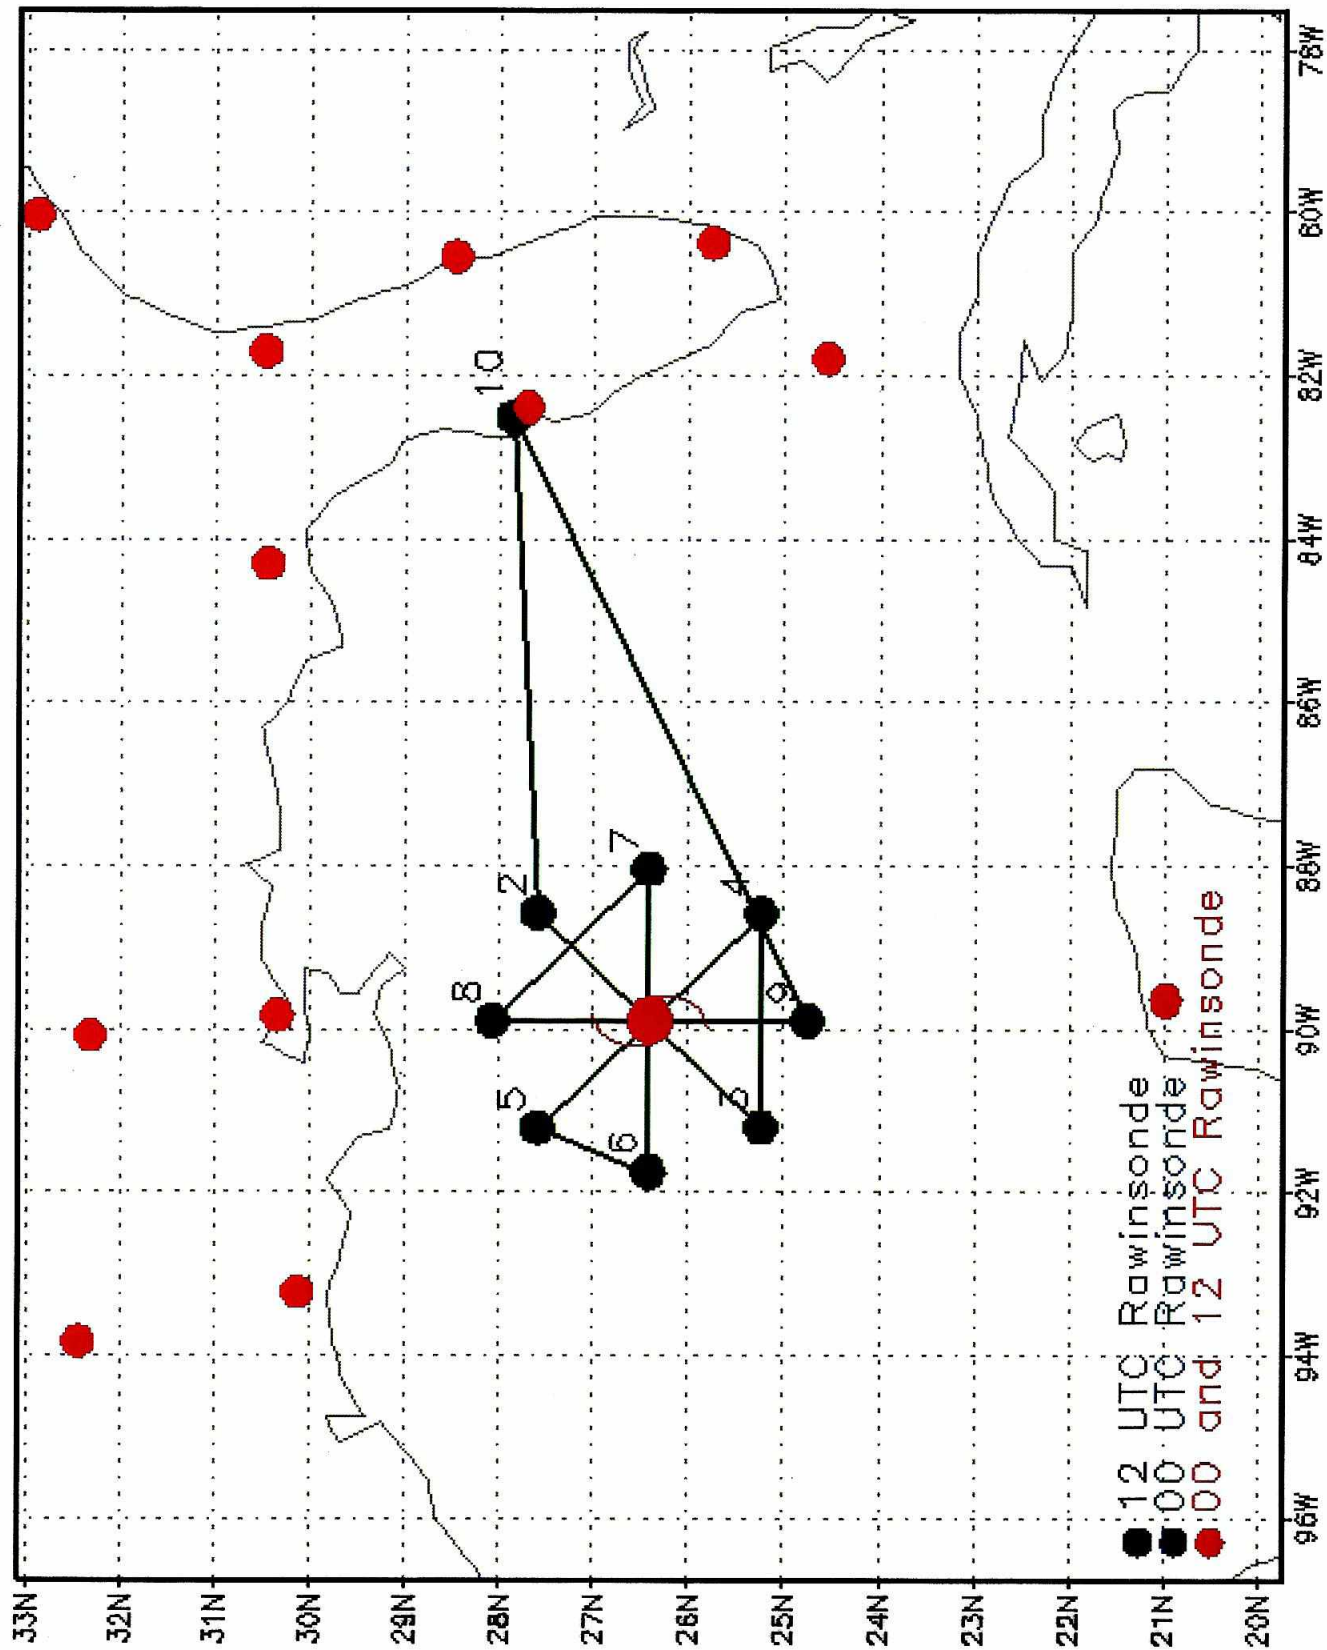 33N
32N
31N
30N
29N
28N
27N
26N
25N
24N
23N
22N
21N
20N
96W
94W
92W
90W
88W
86W
84W
82W
80W
78W
10
8
5
2
6
7
3
4
9
12 UTC Rawinsonde
00 UTC Rawinsonde
00 and 12 UTC Rawinsonde